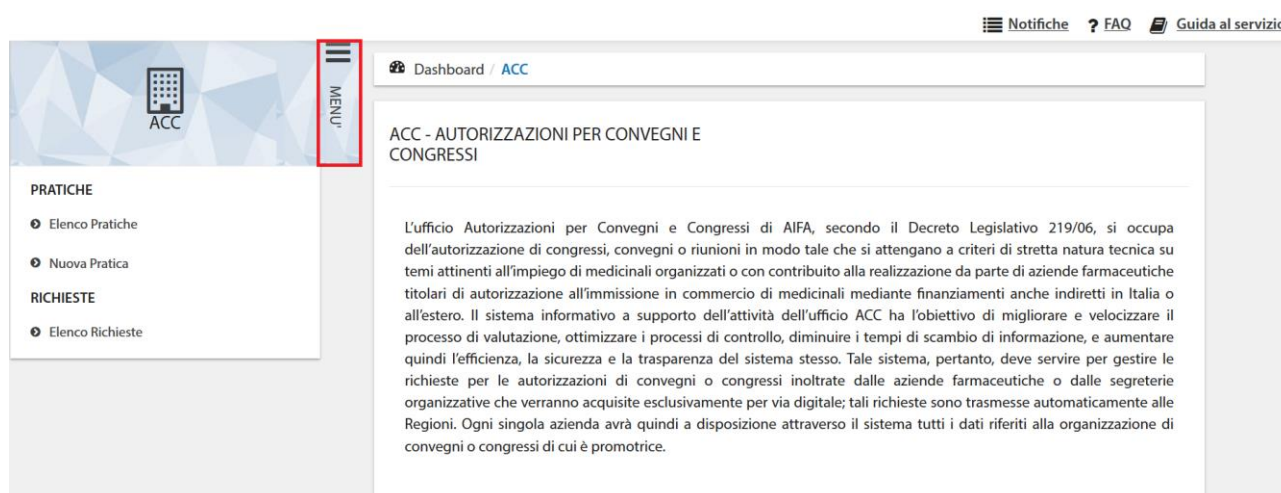 Notifiche ? FAQ Guida al servizio
ACC
MENU'
PRATICHE
Elenco Pratiche
Nuova Pratica
RICHIESTE
Elenco Richieste
Dashboard / ACC
ACC - AUTORIZZAZIONI PER CONVEGNI E
CONGRESSI
L'ufficio Autorizzazioni per Convegni e Congressi di AIFA, secondo il Decreto Legislativo 219/06, si occupa
dell'autorizzazione di congressi, convegni o riunioni in modo tale che si attengano a criteri di stretta natura tecnica su
temi attinenti all'impiego di medicinali organizzati o con contribuito alla realizzazione da parte di aziende farmaceutiche
titolari di autorizzazione all'immissione in commercio di medicinali mediante finanziamenti anche indiretti in Italia o
all'estero. Il sistema informativo a supporto dell'attività dell'ufficio ACC ha l'obiettivo di migliorare e velocizzare il
processo di valutazione, ottimizzare i processi di controllo, diminuire i tempi di scambio di informazione, e aumentare
quindi l'efficienza, la sicurezza e la trasparenza del sistema stesso. Tale sistema, pertanto, deve servire per gestire le
richieste per le autorizzazioni di convegni o congressi inoltrate dalle aziende farmaceutiche o dalle segreterie
organizzative che verranno acquisite esclusivamente per via digitale; tali richieste sono trasmesse automaticamente alle
Regioni. Ogni singola azienda avrà quindi a disposizione attraverso il sistema tutti i dati riferiti alla organizzazione di
convegni o congressi di cui è promotrice.